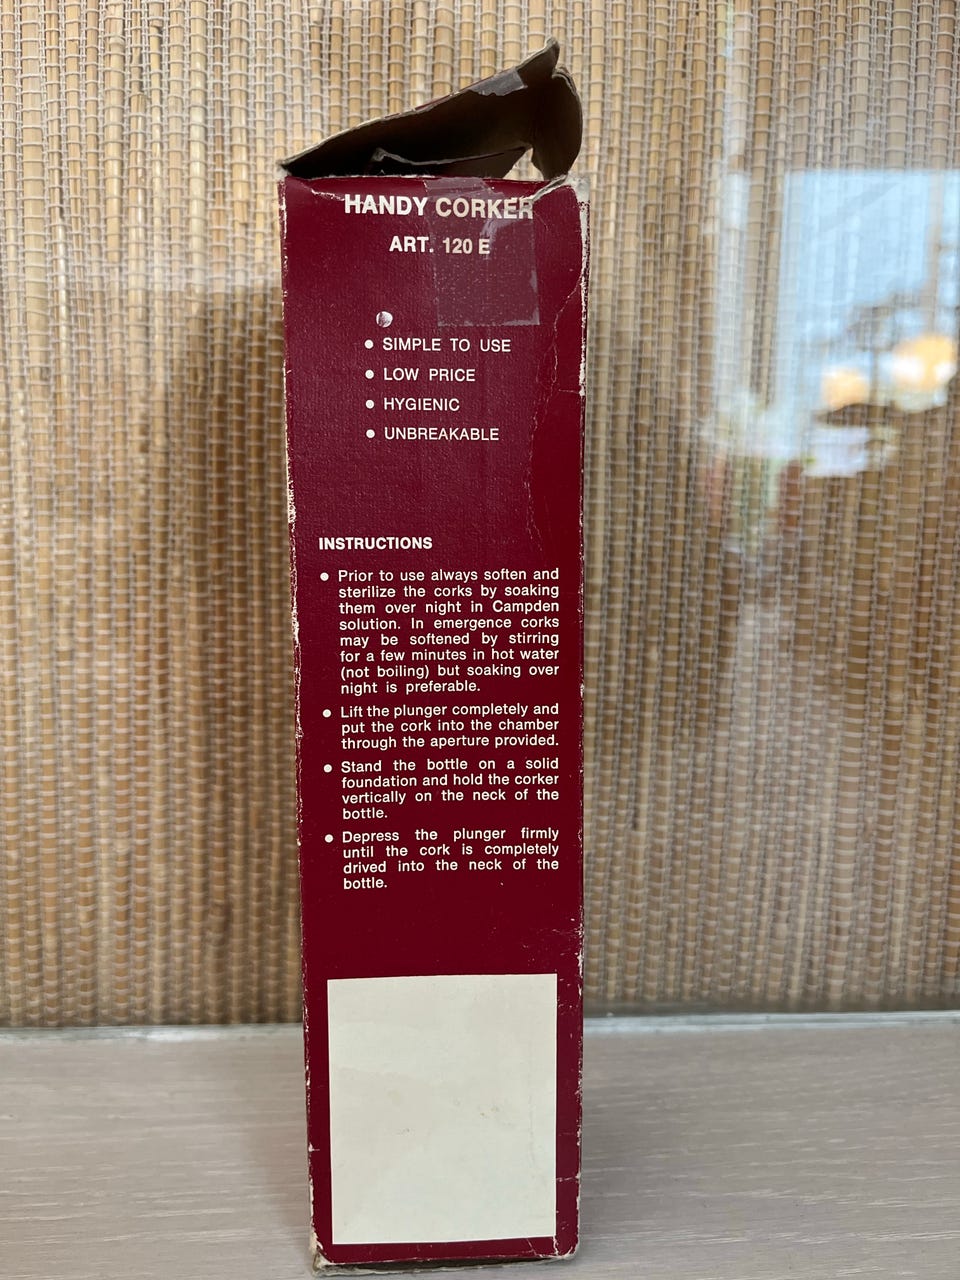 HANDY CORKER
ART. 120 E
• SIMPLE TO USE
• LOW PRICE
• HYGIENIC
• UNBREAKABLE
INSTRUCTIONS
• Prior to use always soften and
sterilize the corks by soaking
them over night in Campden
solution. In emergence corks
may be softened by stirring
for a few minutes in hot water
(not boiling) but soaking over
night is preferable.
• Lift the plunger completely and
put the cork into the chamber
through the aperture provided.
• Stand the bottle on a solid
foundation and hold the corker
vertically on the neck of the
bottle.
• Depress the plunger firmly
until the cork is completely
drived into the neck of the
bottle.